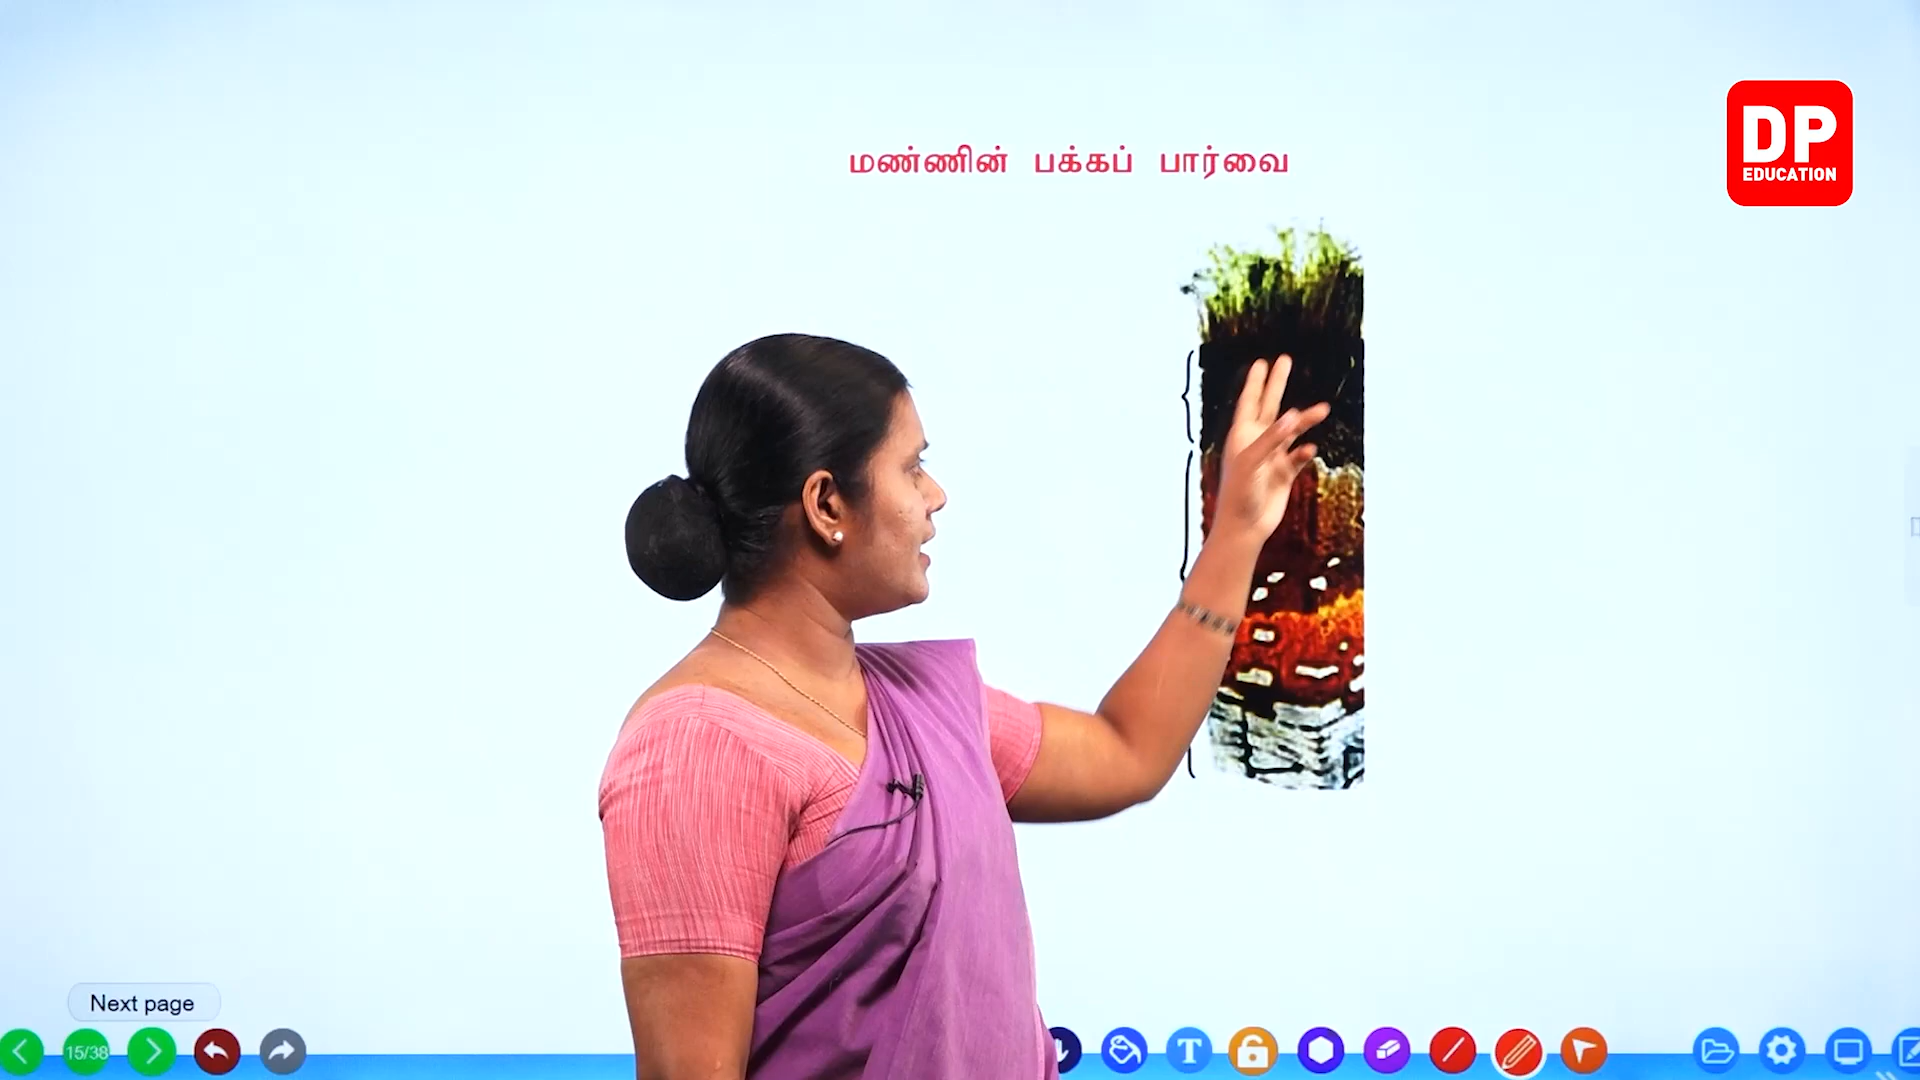 DP
EDUCATION
மண்ணின் பக்கப் பார்வை
Next page
15/38
T